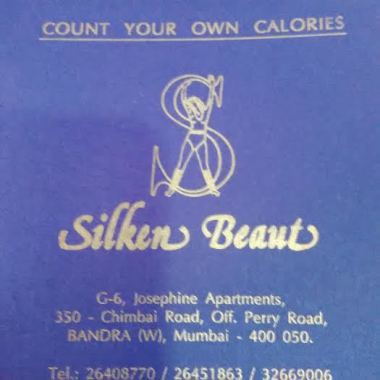 COUNT YOUR OWN CALORIES
S
Silken Beaut
G-6, Josephine Apartments,
350 - Chimbai Road, Off. Perry Road,
BANDRA (W), Mumbai - 400 050.
Tel.: 26408770 / 26451863 / 32669006